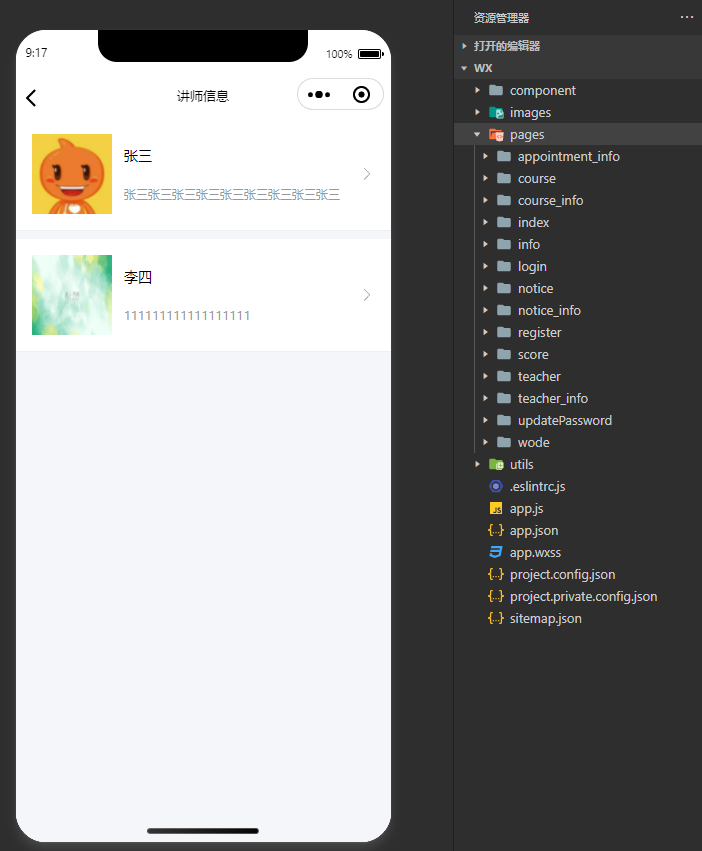 9:17
100%
讲师信息
张三
张三张三张三张三张三张三张三张三张三
李四
111111111111111111
资源管理器
打开的编辑器
WX
component
images
pages
appointment_info
course
course_info
index
info
login
notice
notice_info
register
score
teacher
teacher_info
updatePassword
wode
utils
.eslintrc.js
app.js
app.json
app.wxss
project.config.json
project.private.config.json
sitemap.json